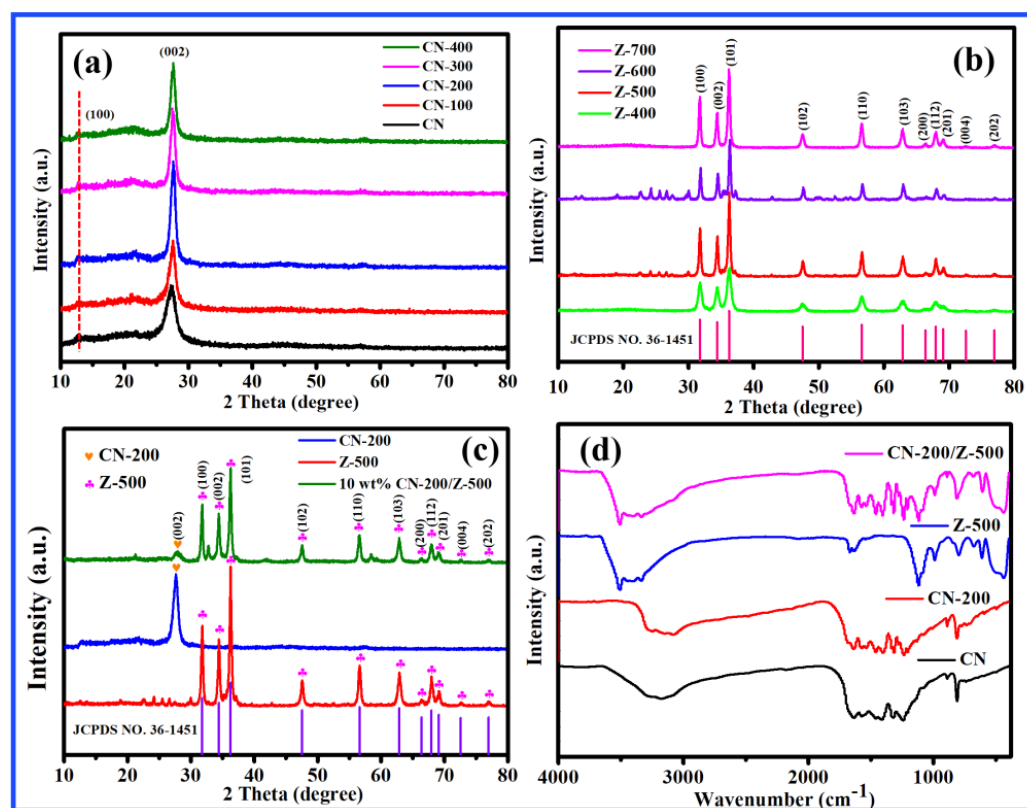 (a)
(002)
(100)
CN-400
CN-300
CN-200
CN-100
CN
Intensity (a.u.)
10 20 30 40 50 60 70 80
2 Theta (degree)
(b)
Z-700
Z-600
Z-500
Z-400
(100)
(002)
(101)
(102)
(110)
(103)
(200)
(112)
(201)
(004)
(202)
JCPDS NO. 36-1451
Intensity (a.u.)
10 20 30 40 50 60 70 80
2 Theta (degree)
(c)
CN-200
Z-500
CN-200
Z-500
10 wt% CN-200/Z-500
(002)
(100)
(002)
(101)
(102)
(110)
(103)
(200)
(112)
(201)
(004)
(202)
JCPDS NO. 36-1451
Intensity (a.u.)
10 20 30 40 50 60 70 80
2 Theta (degree)
(d)
CN-200/Z-500
Z-500
CN-200
CN
Intensity (a.u.)
4000 3000 2000 1000
Wavenumber (cm⁻¹)